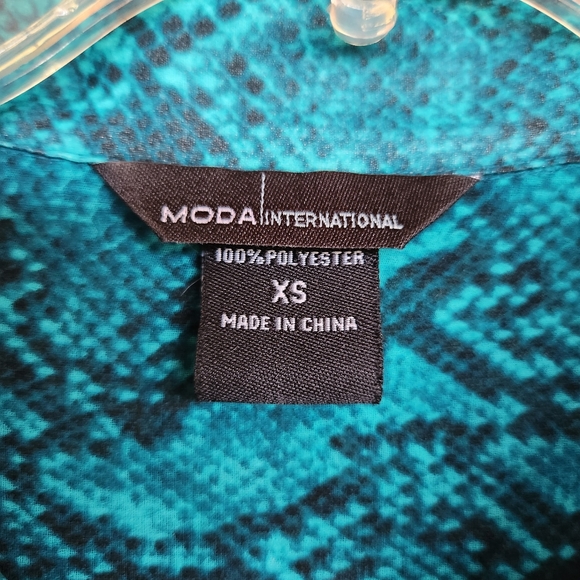 MODA INTERNATIONAL
100% POLYESTER
XS
MADE IN CHINA